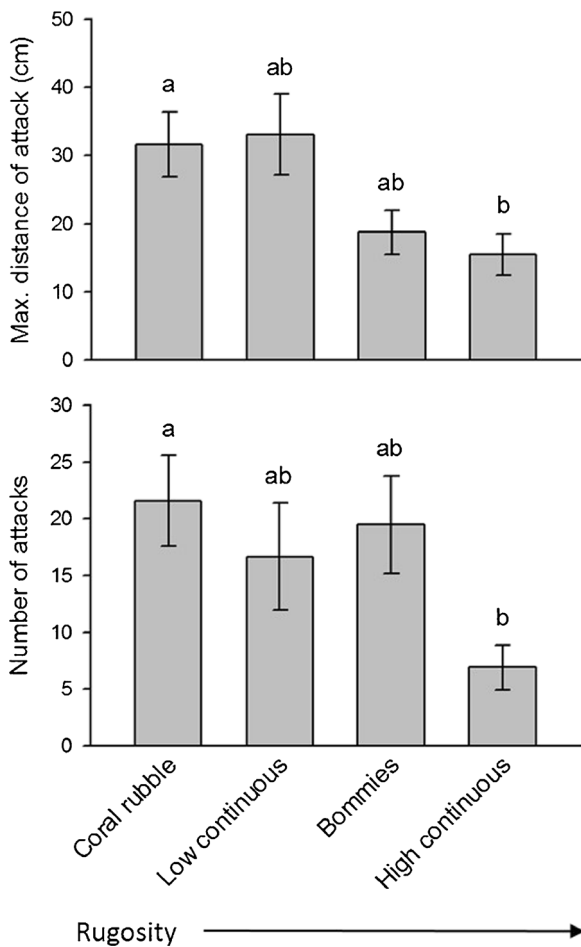 Max. distance of attack (cm)
50
40
30
20
10
0
a
ab
ab
b
Number of attacks
30
25
20
15
10
5
0
a
ab
ab
b
Coral rubble
Low continuous
Bommies
High continuous
Rugosity